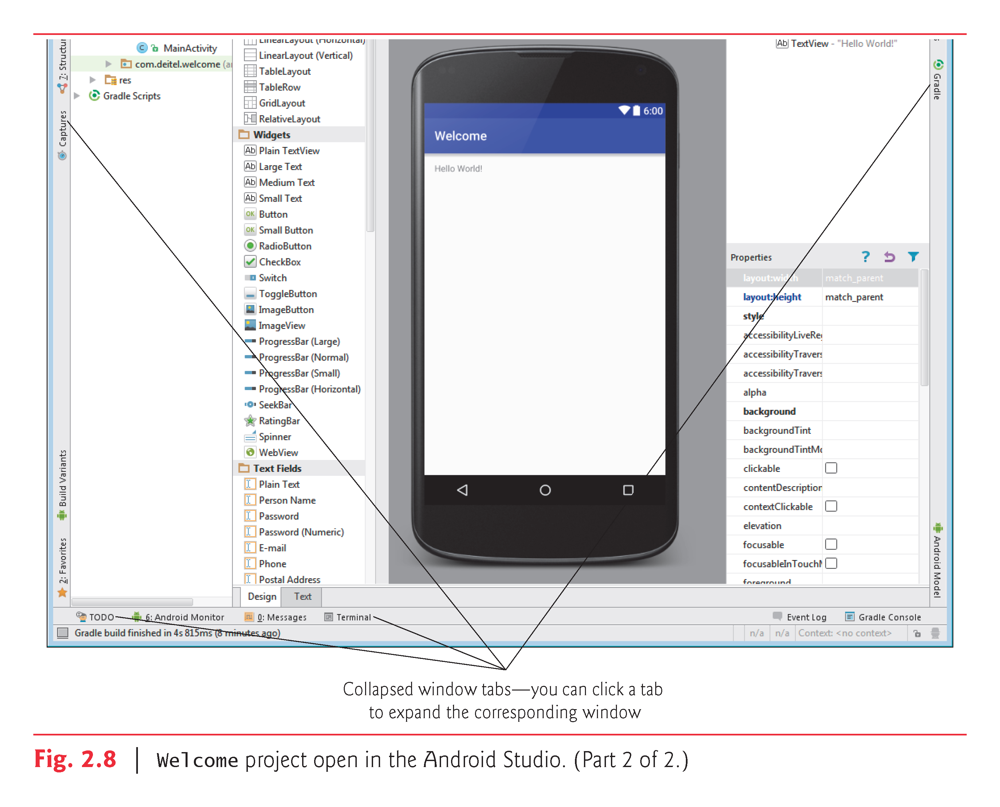 7: Structur
Captures
Build Variants
2: Favorites
MainActivity
com.deitel.welcome (a
res
Gradle Scripts
LinearLayout (Horizontal)
LinearLayout (Vertical)
TableLayout
TableRow
GridLayout
RelativeLayout
Widgets
Plain TextView
Large Text
Medium Text
Small Text
Button
Small Button
RadioButton
CheckBox
Switch
ToggleButton
ImageButton
ImageView
ProgressBar (Large)
ProgressBar (Normal)
ProgressBar (Small)
ProgressBar (Horizontal)
SeekBar
RatingBar
Spinner
WebView
Text Fields
Plain Text
Person Name
Password
Password (Numeric)
E-mail
Phone
Postal Address
Design Text
6:00
Welcome
Hello World!
Ab TextView - "Hello World!"
Properties
layout:width match_parent
layout:height match_parent
style
accessibilityLiveRe
accessibilityTravers
accessibilityTravers
alpha
background
backgroundTint
backgroundTintM
clickable
contentDescription
contextClickable
elevation
focusable
focusableInTouch
foreground
Gradle
Android Model
TODO 6: Android Monitor 0: Messages Terminal Event Log Gradle Console
Gradle build finished in 4s 815ms (8 minutes ago) n/a n/a Context: <no context>
Collapsed window tabs—you can click a tab
to expand the corresponding window
Fig. 2.8 | Welcome project open in the Android Studio. (Part 2 of 2.)